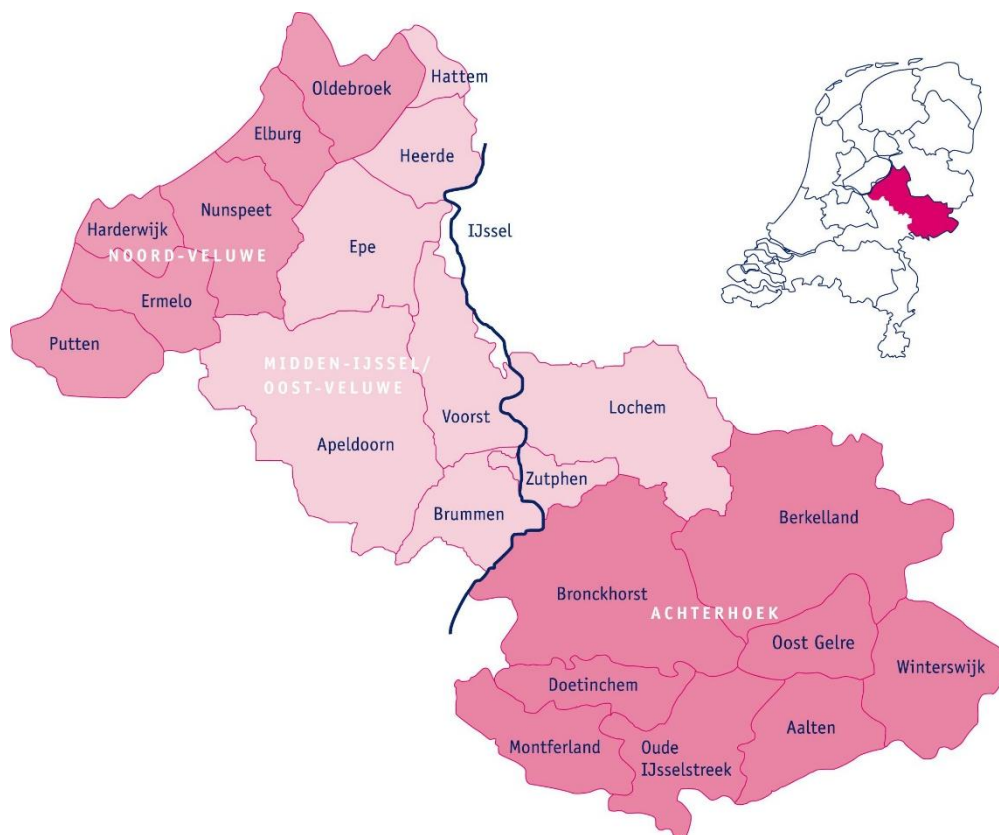 Hattem
Oldebroek
Elburg
Heerde
Nunspeet
Harderwijk
IJssel
Epe
NOORD-VELUWE
Ermelo
Putten
MIDDEN-IJSSEL/
OOST-VELUWE
Lochem
Voorst
Apeldoorn
Zutphen
Brummen
Berkelland
Bronckhorst
ACHTERHOEK
Oost Gelre
Winterswijk
Doetinchem
Aalten
Montferland
Oude
IJsselstreek